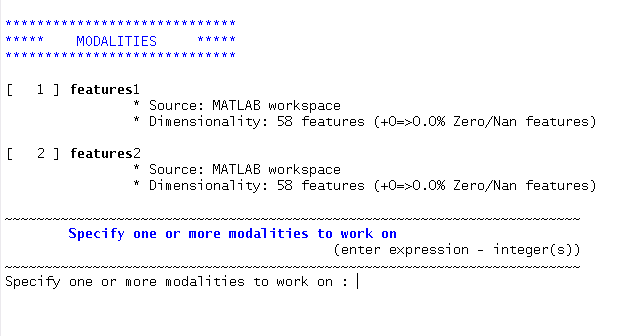 *****************************
*****    MODALITIES     *****
*****************************
[   1 ] features1
* Source: MATLAB workspace
* Dimensionality: 58 features (+0=>0.0% Zero/Nan features)
[   2 ] features2
* Source: MATLAB workspace
* Dimensionality: 58 features (+0=>0.0% Zero/Nan features)
~~~~~~~~~~~~~~~~~~~~~~~~~~~~~~~~~~~~~~~~~~~~~~~~~~~~~~~~~~~~~~~~~~~~~~~~
Specify one or more modalities to work on
(enter expression - integer(s))
~~~~~~~~~~~~~~~~~~~~~~~~~~~~~~~~~~~~~~~~~~~~~~~~~~~~~~~~~~~~~~~~~~~~~~~~
Specify one or more modalities to work on :